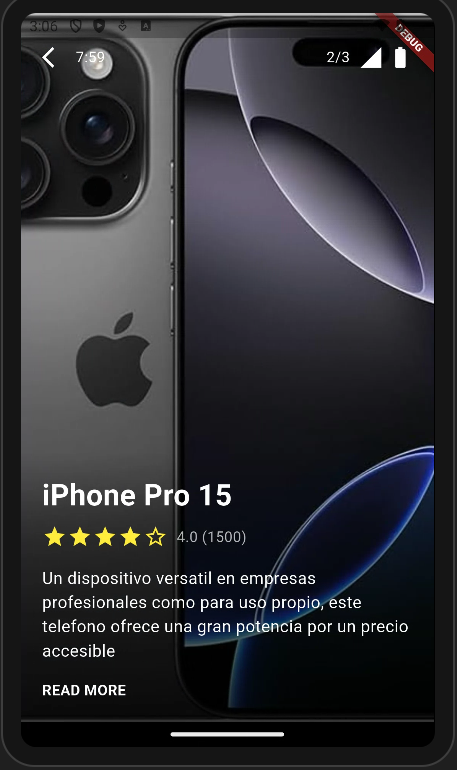 3:06
DEBUG
7:59
2/3
iPhone Pro 15
4.0 (1500)
Un dispositivo versatil en empresas
profesionales como para uso propio, este
telefono ofrece una gran potencia por un precio
accesible
READ MORE